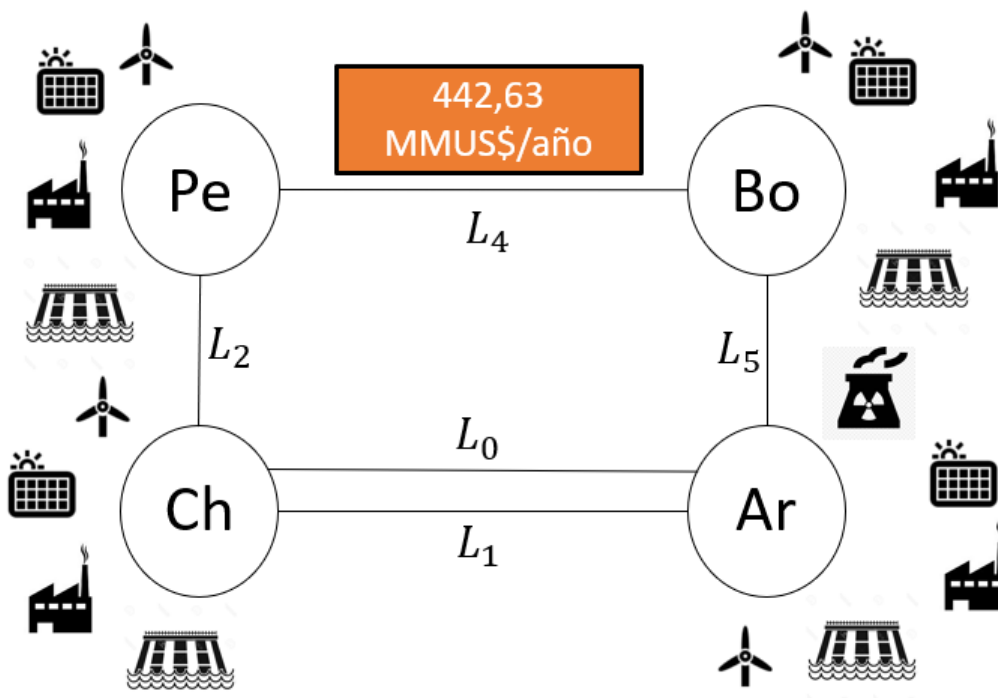 442,63
MMUS$/año
Pe
Bo
L₄
L₂
L₅
L₀
Ch
Ar
L₁